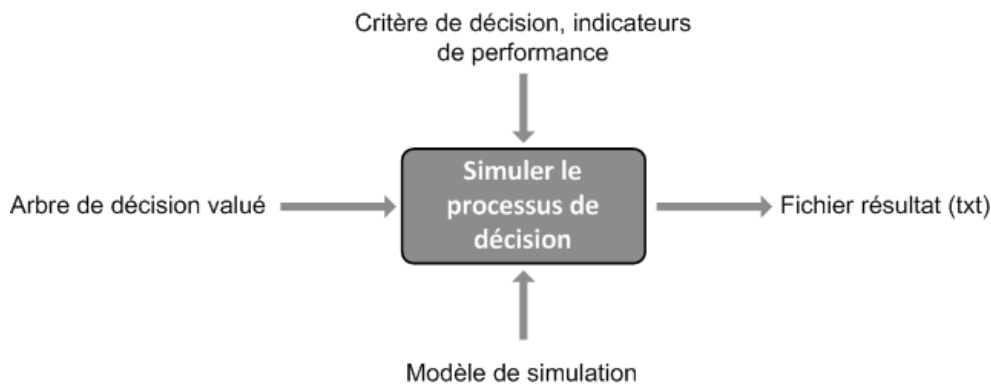 Critère de décision, indicateurs
de performance
Simuler le
processus de
décision
Arbre de décision valué
Fichier résultat (txt)
Modèle de simulation